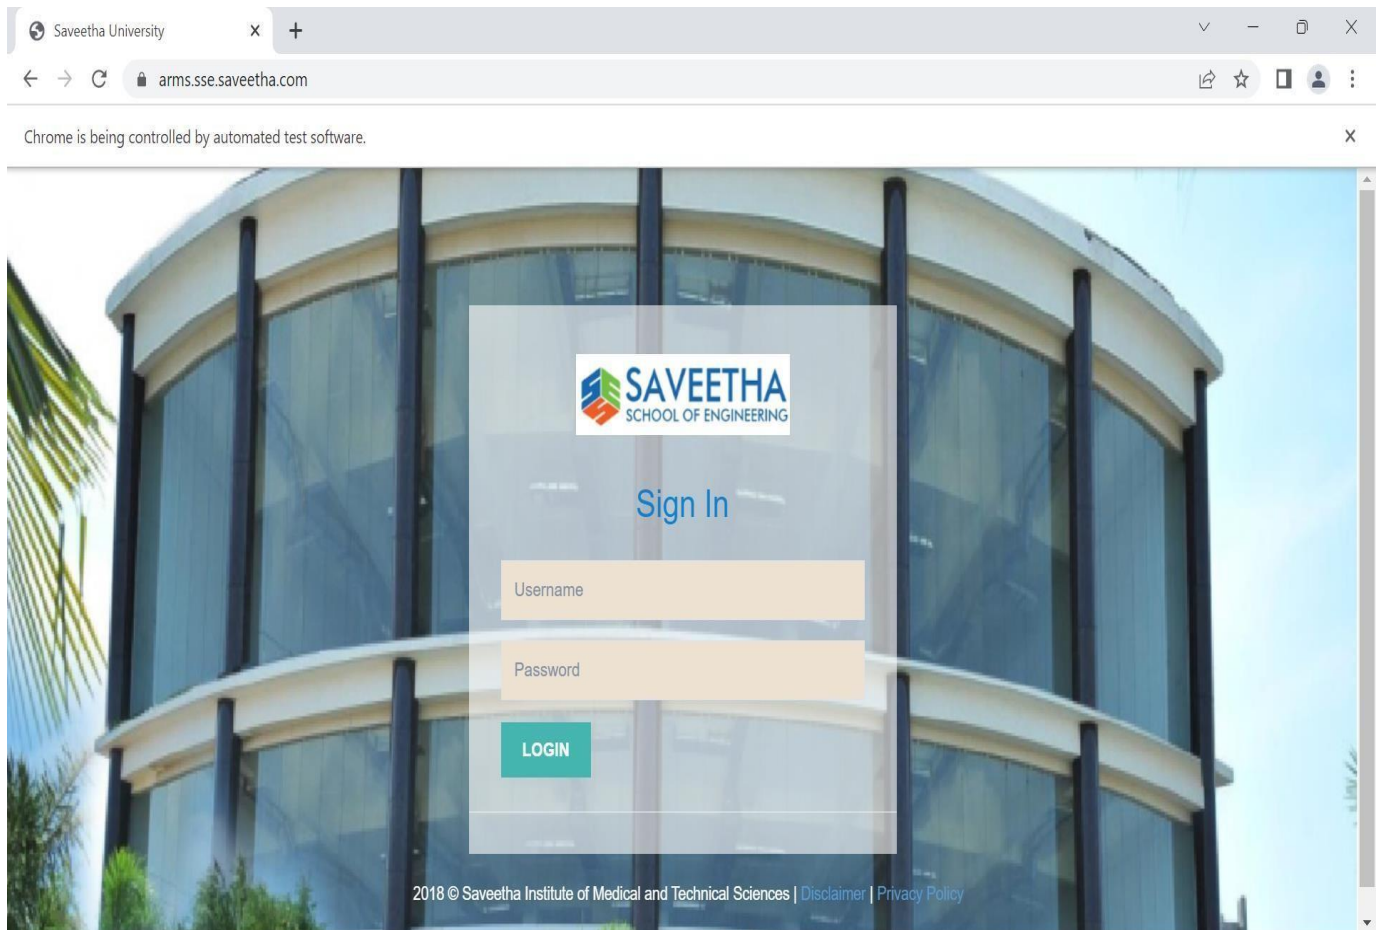 Saveetha University
arms.sse.saveetha.com
Chrome is being controlled by automated test software.
SAVEETHA
SCHOOL OF ENGINEERING
Sign In
Username
Password
LOGIN
2018 © Saveetha Institute of Medical and Technical Sciences | Disclaimer | Privacy Policy